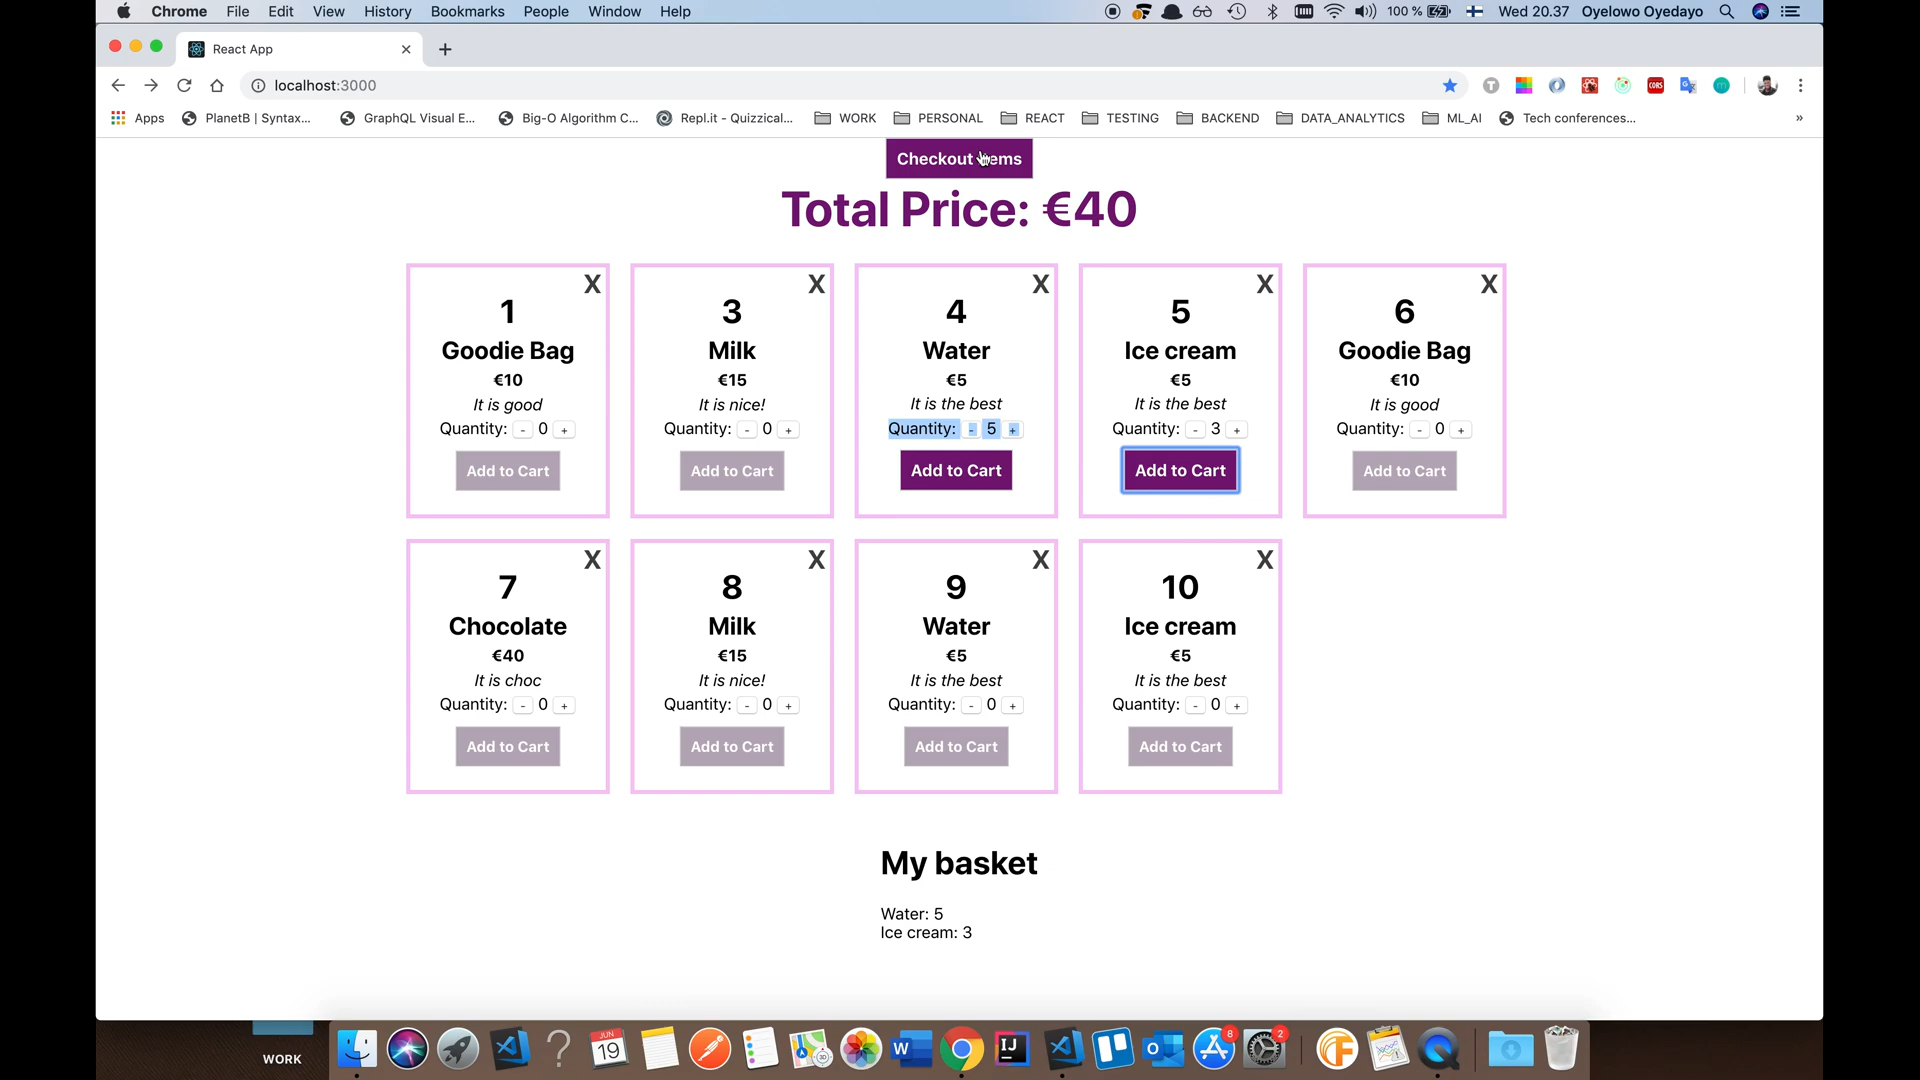 Chrome File Edit View History Bookmarks People Window Help 100 % Wed 20.37 Oyelowo Oyedayo
React App
localhost:3000
Apps PlanetB | Syntax... GraphQL Visual E... Big-O Algorithm C... Repl.it - Quizzical... WORK PERSONAL REACT TESTING BACKEND DATA_ANALYTICS ML_AI Tech conferences... »
Checkout
Total Price: €40
X X X X X
1 3 4 5 6
Goodie Bag Milk Water Ice cream Goodie Bag
€10 €15 €5 €5 €10
It is good It is nice! It is the best It is the best It is good
Quantity: - 0 + Quantity: - 0 + Quantity: - 5 + Quantity: - 3 + Quantity: - 0 +
Add to Cart Add to Cart Add to Cart Add to Cart Add to Cart
X X X X
7 8 9 10
Chocolate Milk Water Ice cream
€40 €15 €5 €5
It is choc It is nice! It is the best It is the best
Quantity: - 0 + Quantity: - 0 + Quantity: - 0 + Quantity: - 0 +
Add to Cart Add to Cart Add to Cart Add to Cart
My basket
Water: 5
Ice cream: 3
WORK
JUN
19
8 2